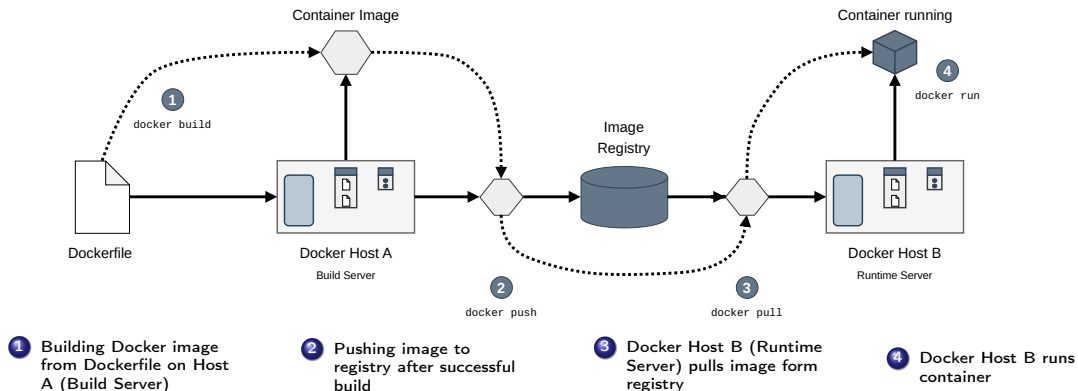 Container Image
Container running
1
docker build
4
docker run
Image
Registry
Dockerfile
Docker Host A
Build Server
Docker Host B
Runtime Server
2
docker push
3
docker pull
1 Building Docker image
from Dockerfile on Host
A (Build Server)
2 Pushing image to
registry after successful
build
3 Docker Host B (Runtime
Server) pulls image form
registry
4 Docker Host B runs
container